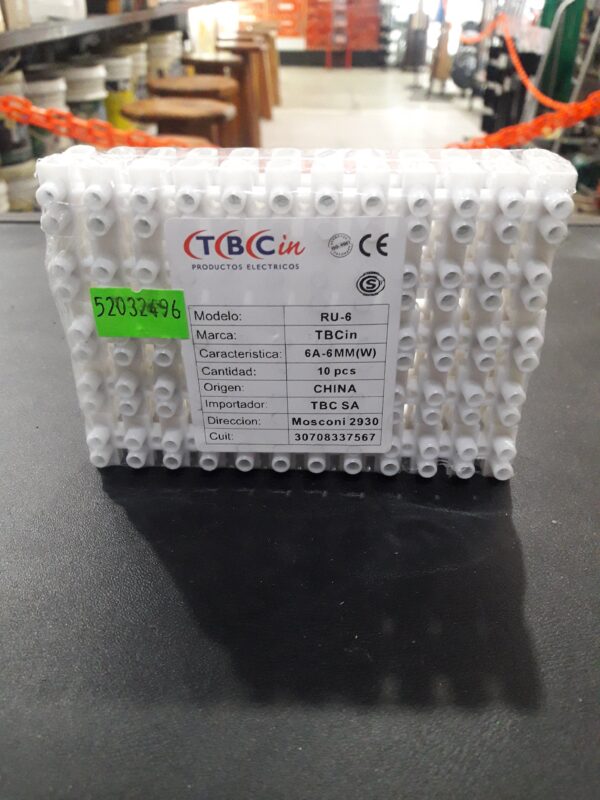 TBCin
PRODUCTOS ELECTRICOS
CE
S
52032496
Modelo: RU-6
Marca: TBCin
Caracteristica: 6A-6MM(W)
Cantidad: 10 pcs
Origen: CHINA
Importador: TBC SA
Direccion: Mosconi 2930
Cuit: 30708337567